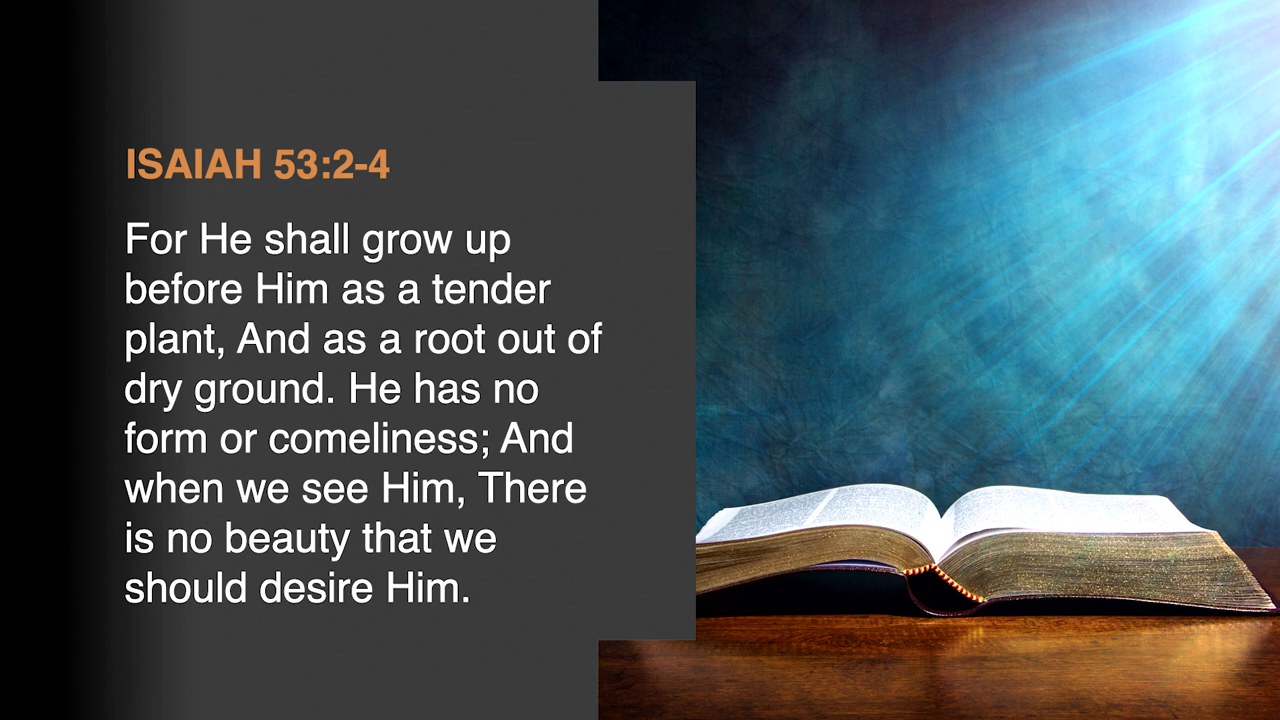 ISAIAH 53:2-4
For He shall grow up
before Him as a tender
plant, And as a root out of
dry ground. He has no
form or comeliness; And
when we see Him, There
is no beauty that we
should desire Him.